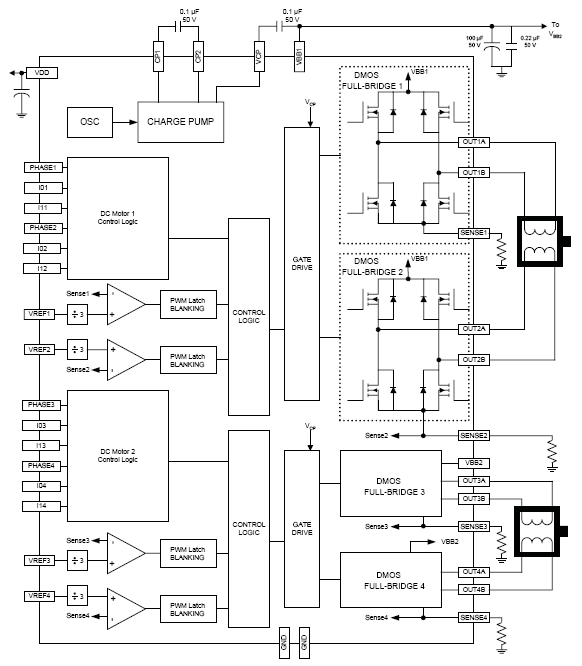 0.1 µF
50 V
0.1 µF
50 V
100 µF
50 V
0.22 µF
50 V
To
VBB2
CP1
CP2
VCP
VBB1
VDD
OSC
CHARGE PUMP
DMOS
FULL-BRIDGE 1
VBB1
VCP
OUT1A
OUT1B
SENSE1
PHASE1
I01
I11
PHASE2
I02
I12
DC Motor 1
Control Logic
GATE
DRIVE
CONTROL
LOGIC
DMOS
FULL-BRIDGE 2
VBB1
Sense1
-
+
VREF1
÷3
PWM Latch
BLANKING
VREF2
÷3
+
-
Sense2
PWM Latch
BLANKING
OUT2A
OUT2B
PHASE3
I03
I13
PHASE4
I04
I14
DC Motor 2
Control Logic
VCP
Sense2
SENSE2
VBB2
DMOS
FULL-BRIDGE 3
OUT3A
OUT3B
CONTROL
LOGIC
GATE
DRIVE
Sense3
SENSE3
Sense3
-
+
VREF3
÷3
PWM Latch
BLANKING
VBB2
DMOS
FULL-BRIDGE 4
OUT4A
OUT4B
VREF4
÷3
+
-
Sense4
PWM Latch
BLANKING
Sense4
SENSE4
GND
GND